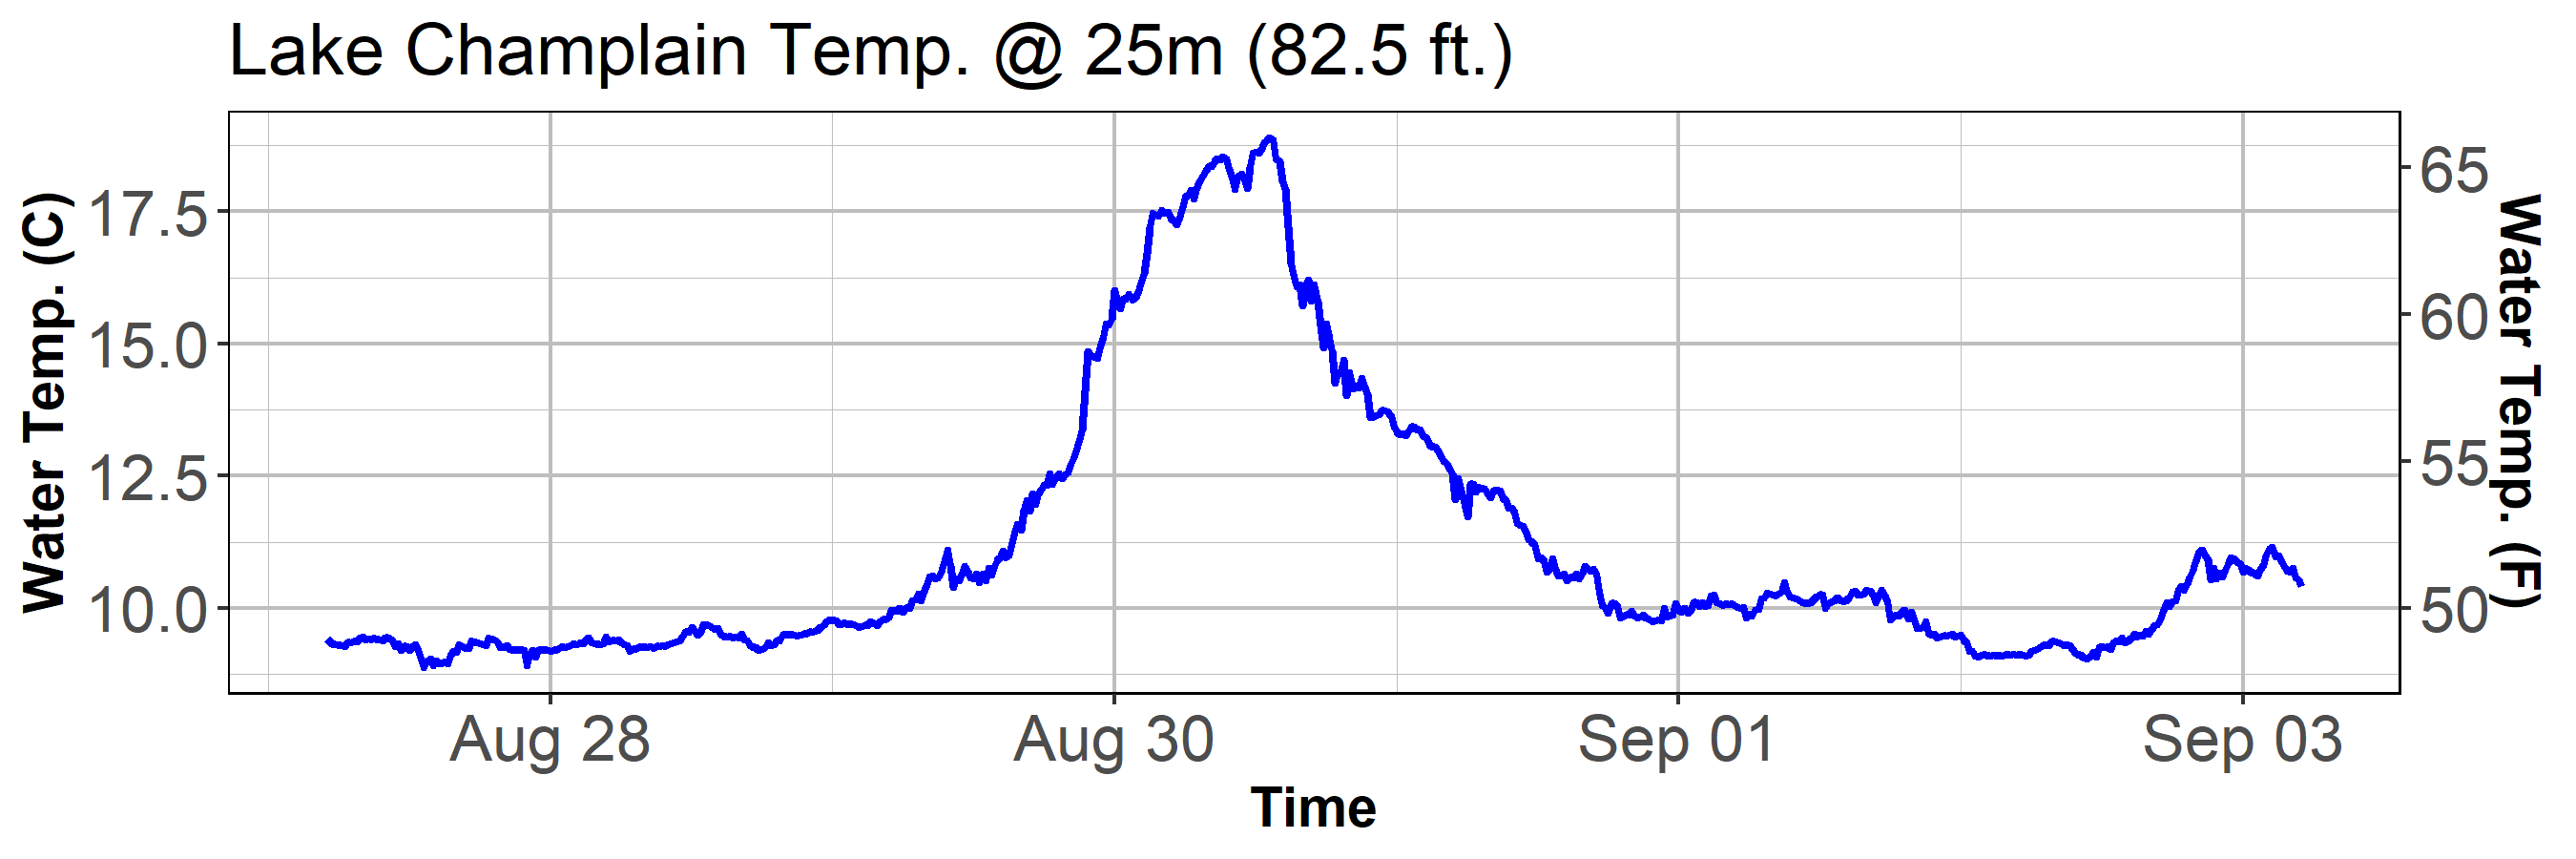 Lake Champlain Temp. @ 25m (82.5 ft.)
Water Temp. (C)
17.5
15.0
12.5
10.0
65
60
55
50
Water Temp. (F)
Aug 28
Aug 30
Sep 01
Sep 03
Time